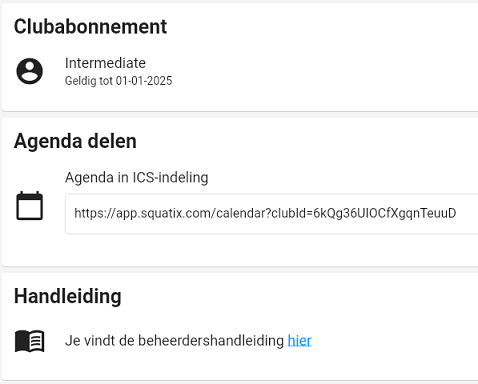 Clubabonnement
Intermediate
Geldig tot 01-01-2025
Agenda delen
Agenda in ICS-indeling
https://app.squatix.com/calendar?clubId=6kQg36UIOCfXgqnTeuuD
Handleiding
Je vindt de beheerdershandleiding hier